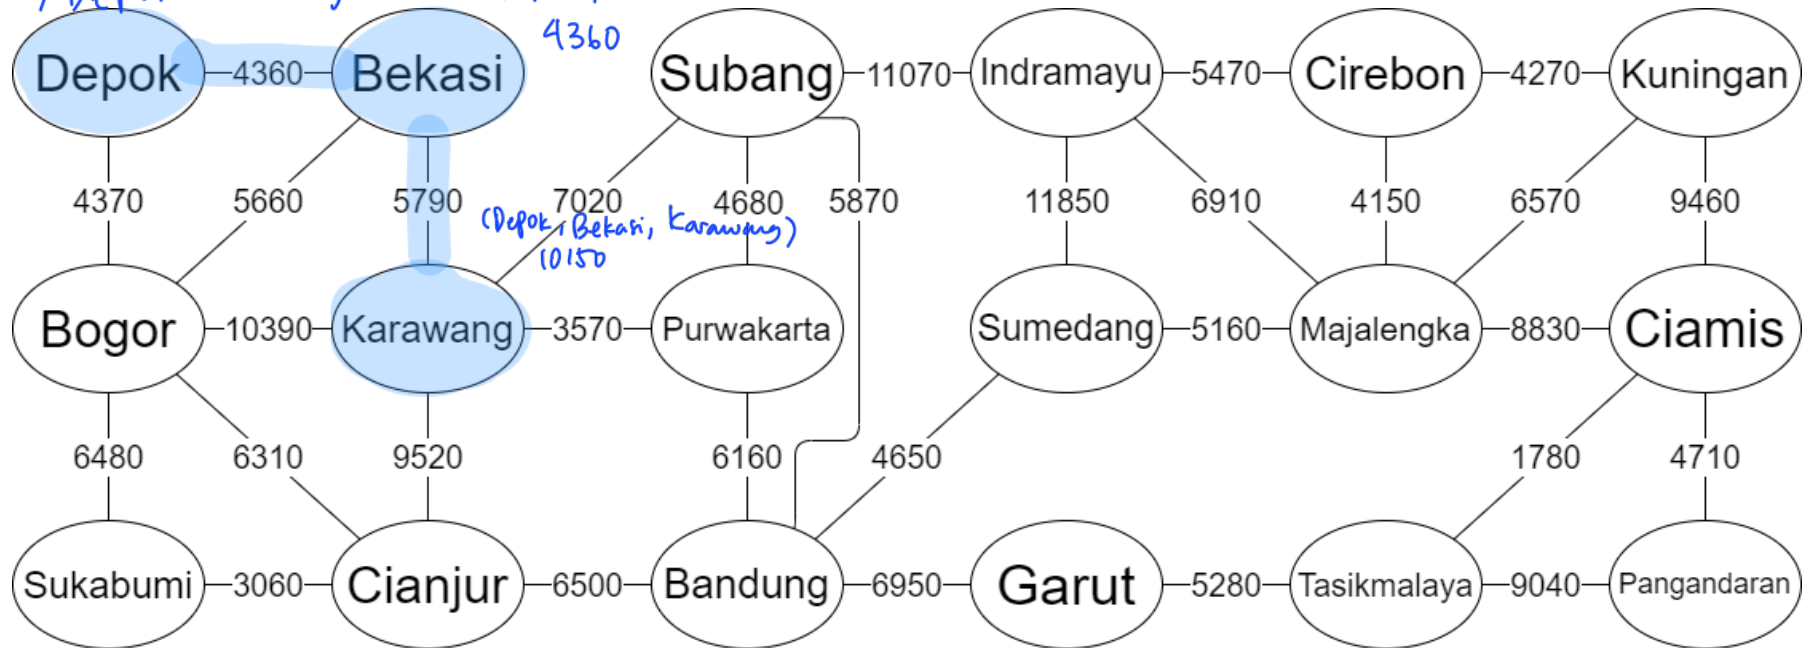 4360
Depok 4360 Bekasi Subang 11070 Indramayu 5470 Cirebon 4270 Kuningan
4370 5660 5790 7020 4680 5870 11850 6910 4150 6570 9460
(Depok, Bekasi, Karawang)
10150
Bogor 10390 Karawang 3570 Purwakarta Sumedang 5160 Majalengka 8830 Ciamis
6480 6310 9520 6160 4650 1780 4710
Sukabumi 3060 Cianjur 6500 Bandung 6950 Garut 5280 Tasikmalaya 9040 Pangandaran